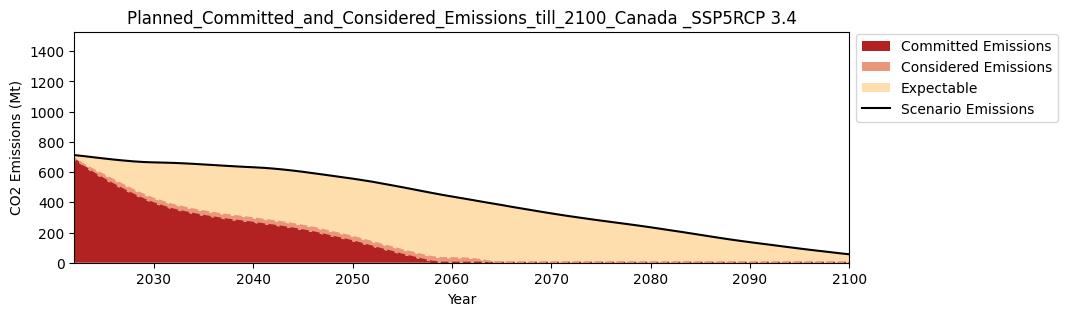 Planned_Committed_and_Considered_Emissions_till_2100_Canada _SSP5RCP 3.4
CO2 Emissions (Mt)
1400
1200
1000
800
600
400
200
0
2030 2040 2050 2060 2070 2080 2090 2100
Year
Committed Emissions
Considered Emissions
Expectable
Scenario Emissions